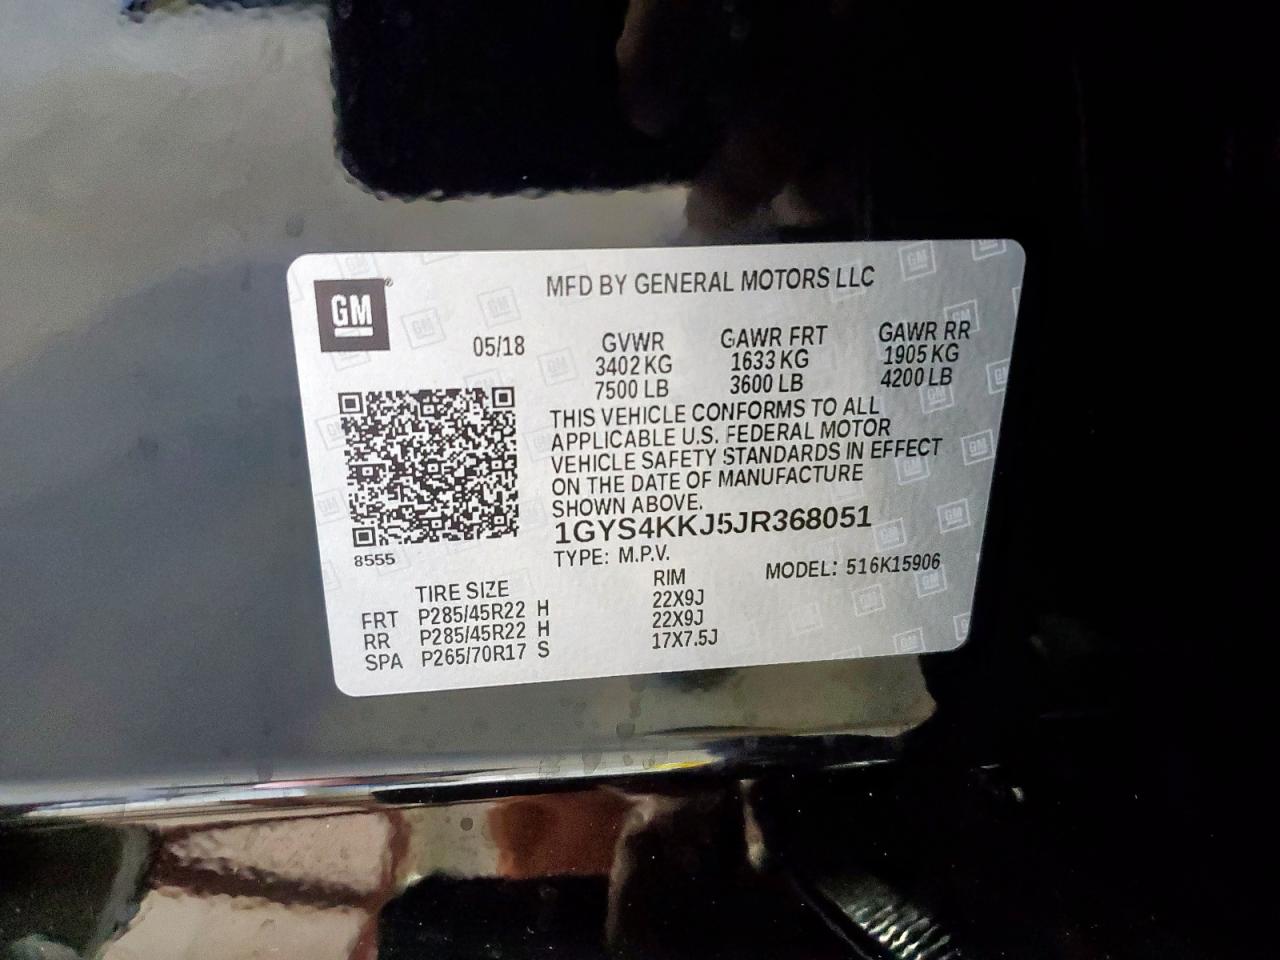 GM
MFD BY GENERAL MOTORS LLC
05/18
GVWR
3402 KG
7500 LB
GAWR FRT
1633 KG
3600 LB
GAWR RR
1905 KG
4200 LB
THIS VEHICLE CONFORMS TO ALL
APPLICABLE U.S. FEDERAL MOTOR
VEHICLE SAFETY STANDARDS IN EFFECT
ON THE DATE OF MANUFACTURE
SHOWN ABOVE.
8555
1GYS4KKJ5JR368051
TYPE: M.P.V.
MODEL: 516K15906
TIRE SIZE RIM
FRT P285/45R22 H 22X9J
RR P285/45R22 H 22X9J
SPA P265/70R17 S 17X7.5J